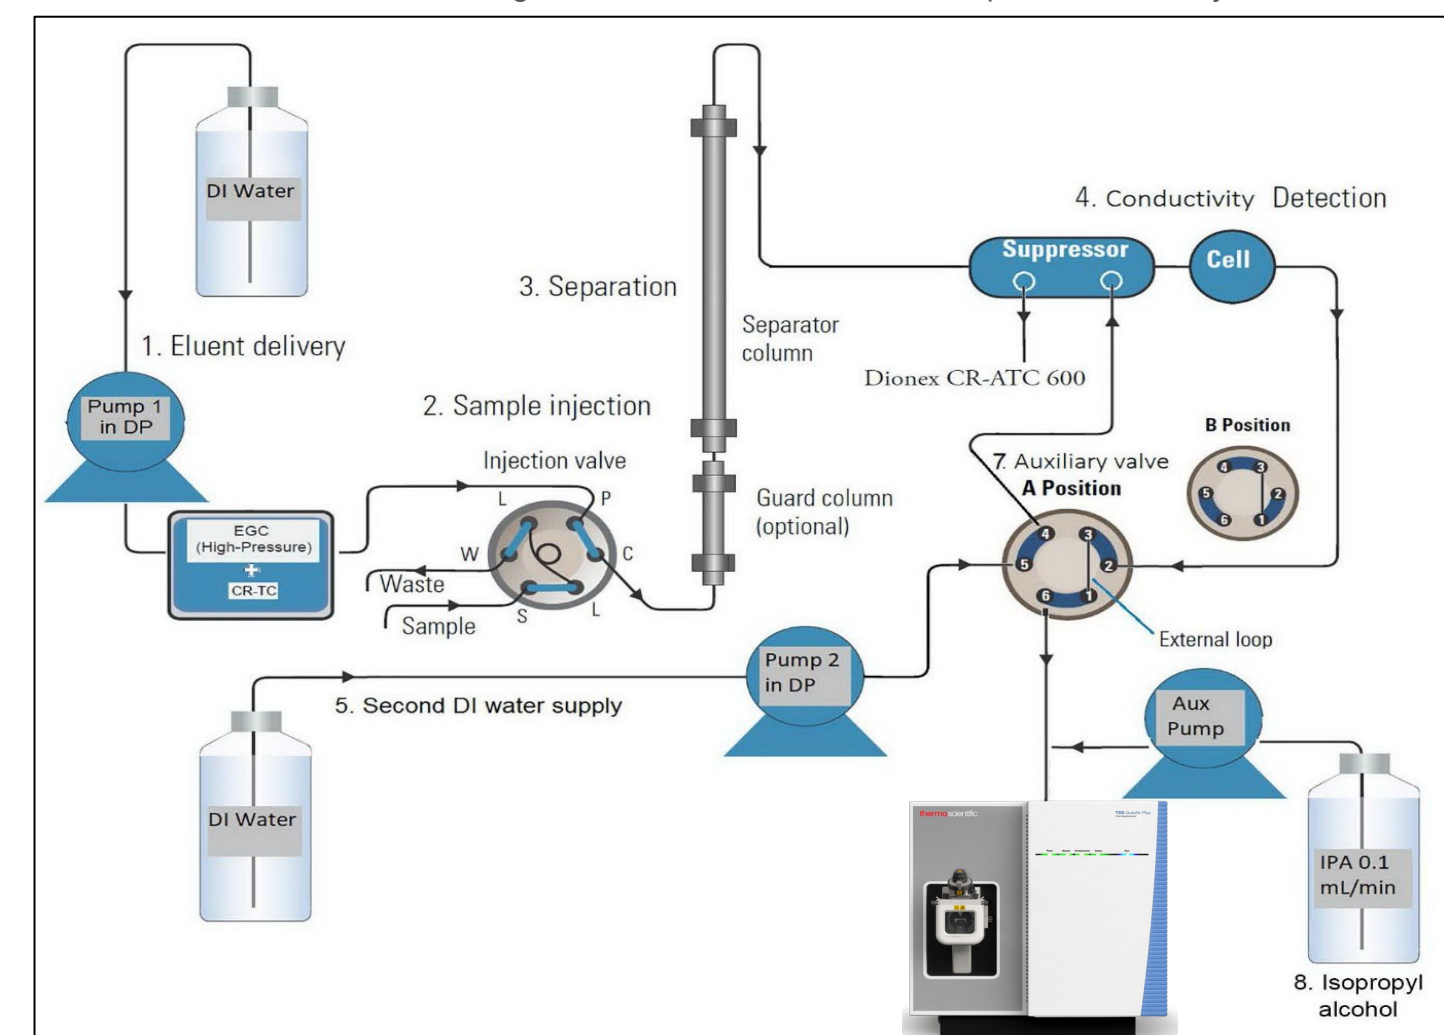 DI Water
1. Eluent delivery
Pump 1
in DP
EGC
(High-Pressure)
CR-TC
2. Sample injection
Injection valve
L
P
W
C
S
L
Waste
Sample
3. Separation
Separator
column
Guard column
(optional)
4. Conductivity Detection
Suppressor
Cell
Dionex CR-ATC 600
B Position
4
3
5
2
6
1
7. Auxiliary valve
A Position
4
3
5
2
6
1
External loop
Pump 2
in DP
5. Second DI water supply
DI Water
Aux
Pump
IPA 0.1
mL/min
8. Isopropyl
alcohol
thermoscientific